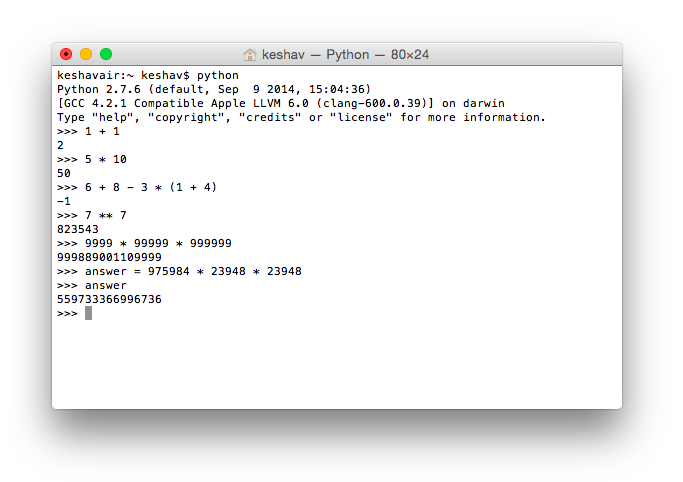 keshav — Python — 80×24
keshavair:~ keshav$ python
Python 2.7.6 (default, Sep  9 2014, 15:04:36)
[GCC 4.2.1 Compatible Apple LLVM 6.0 (clang-600.0.39)] on darwin
Type "help", "copyright", "credits" or "license" for more information.
>>> 1 + 1
2
>>> 5 * 10
50
>>> 6 + 8 - 3 * (1 + 4)
-1
>>> 7 ** 7
823543
>>> 9999 * 99999 * 999999
999889001109999
>>> answer = 975984 * 23948 * 23948
>>> answer
559733366996736
>>>